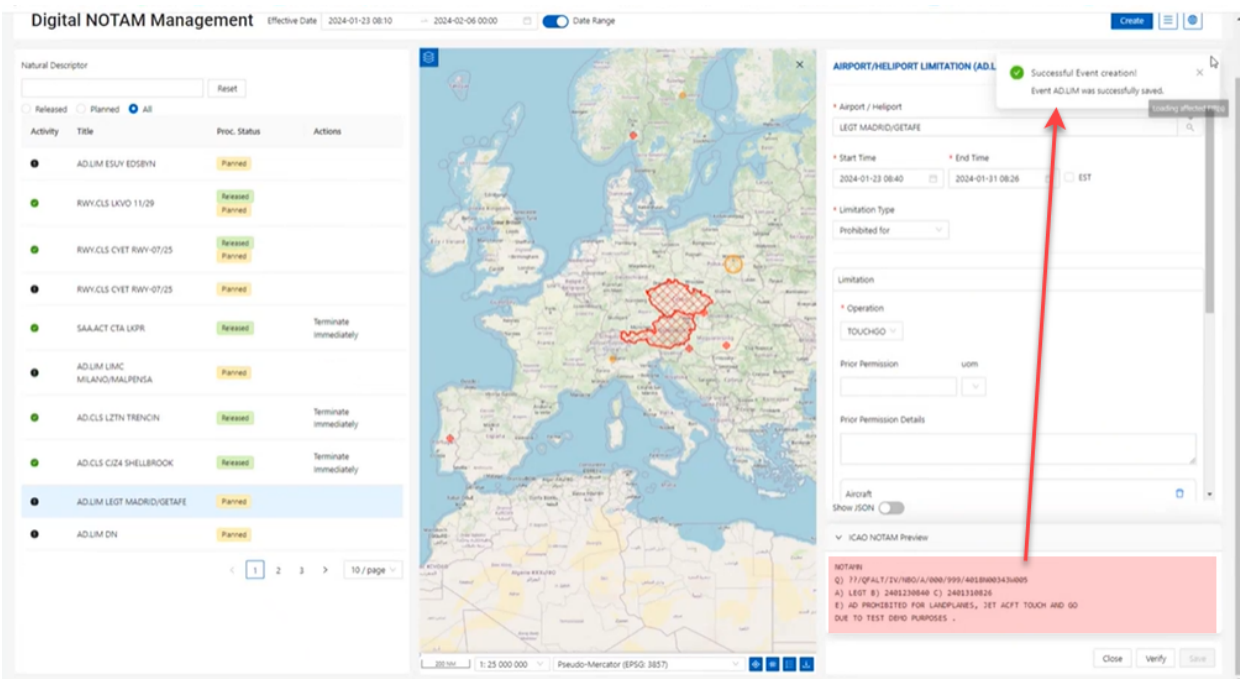 Digital NOTAM Management
Effective Date 2024-01-23 08:10 → 2024-02-06 00:00 Date Range
Create
Natural Descriptor
Reset
Released Planned All
Activity Title Proc. Status Actions
AD.LIM ESUY EDSBYN Planned
RWY.CLS LKVO 11/29 Released
Planned
RWY.CLS CYET RWY-07/25 Released
Planned
RWY.CLS CYET RWY-07/25 Planned
SAA.ACT CTA LKPR Released Terminate
Immediately
AD.LIM LIMC
MILANO/MALPENSA Planned
AD.CLS LZTN TRENCIN Released Terminate
Immediately
AD.CLS CJZ4 SHELLBROOK Released Terminate
Immediately
AD.LIM LEGT MADRID/GETAFE Planned
AD.LIM DN Planned
< 1 2 3 > 10 / page
200 NM 1: 25 000 000 Pseudo-Mercator (EPSG: 3857)
AIRPORT/HELIPORT LIMITATION (AD.L
Successful Event creation!
Event AD.LIM was successfully saved.
Loading affected
* Airport / Heliport
LEGT MADRID/GETAFE
* Start Time * End Time
2024-01-23 08:40 2024-01-31 08:26 EST
* Limitation Type
Prohibited for
Limitation
* Operation
TOUCHGO
Prior Permission uom
Prior Permission Details
Aircraft
Show JSON
ICAO NOTAM Preview
NOTAMN
Q) ??/QFALT/IV/NBO/A/000/999/4018N00343W005
A) LEGT B) 2401230840 C) 2401310826
E) AD PROHIBITED FOR LANDPLANES, JET ACFT TOUCH AND GO
DUE TO TEST DEMO PURPOSES .
Close Verify Save